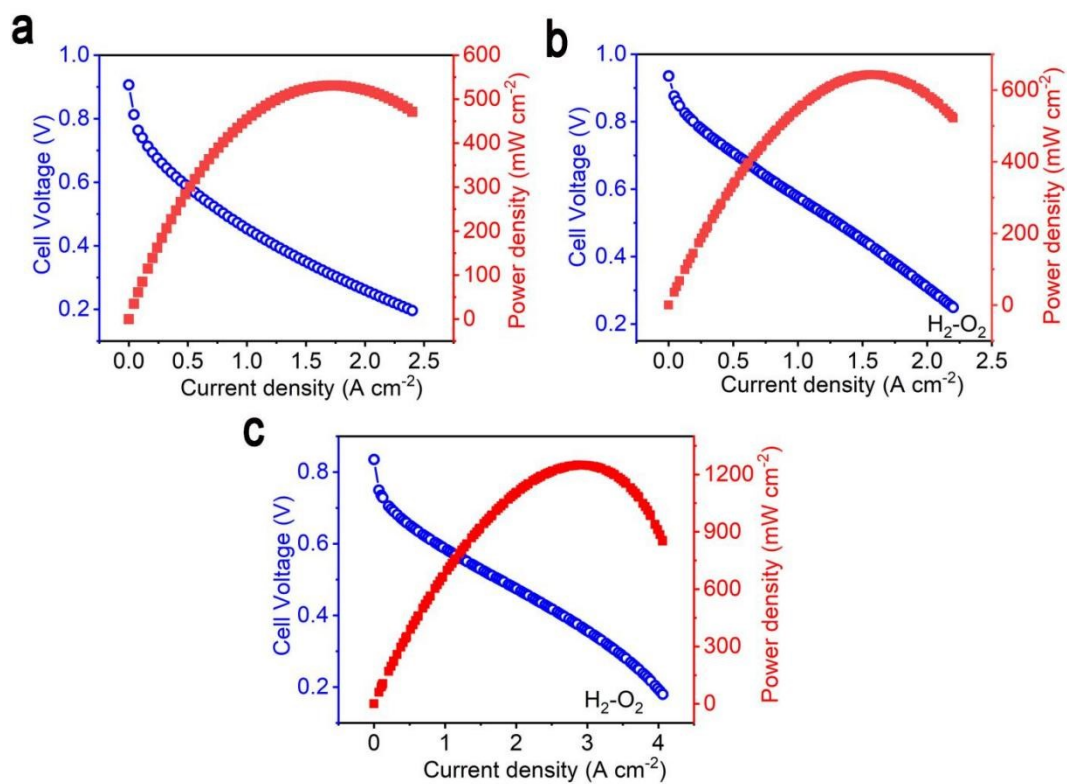 a
1.0
0.8
0.6
0.4
0.2
Cell Voltage (V)
600
500
400
300
200
100
0
Power density (mW cm⁻²)
0.0 0.5 1.0 1.5 2.0 2.5
Current density (A cm⁻²)
b
1.0
0.8
0.6
0.4
0.2
Cell Voltage (V)
600
400
200
0
Power density (mW cm⁻²)
H₂-O₂
0.0 0.5 1.0 1.5 2.0 2.5
Current density (A cm⁻²)
c
0.8
0.6
0.4
0.2
Cell Voltage (V)
1200
900
600
300
0
Power density (mW cm⁻²)
H₂-O₂
0 1 2 3 4
Current density (A cm⁻²)